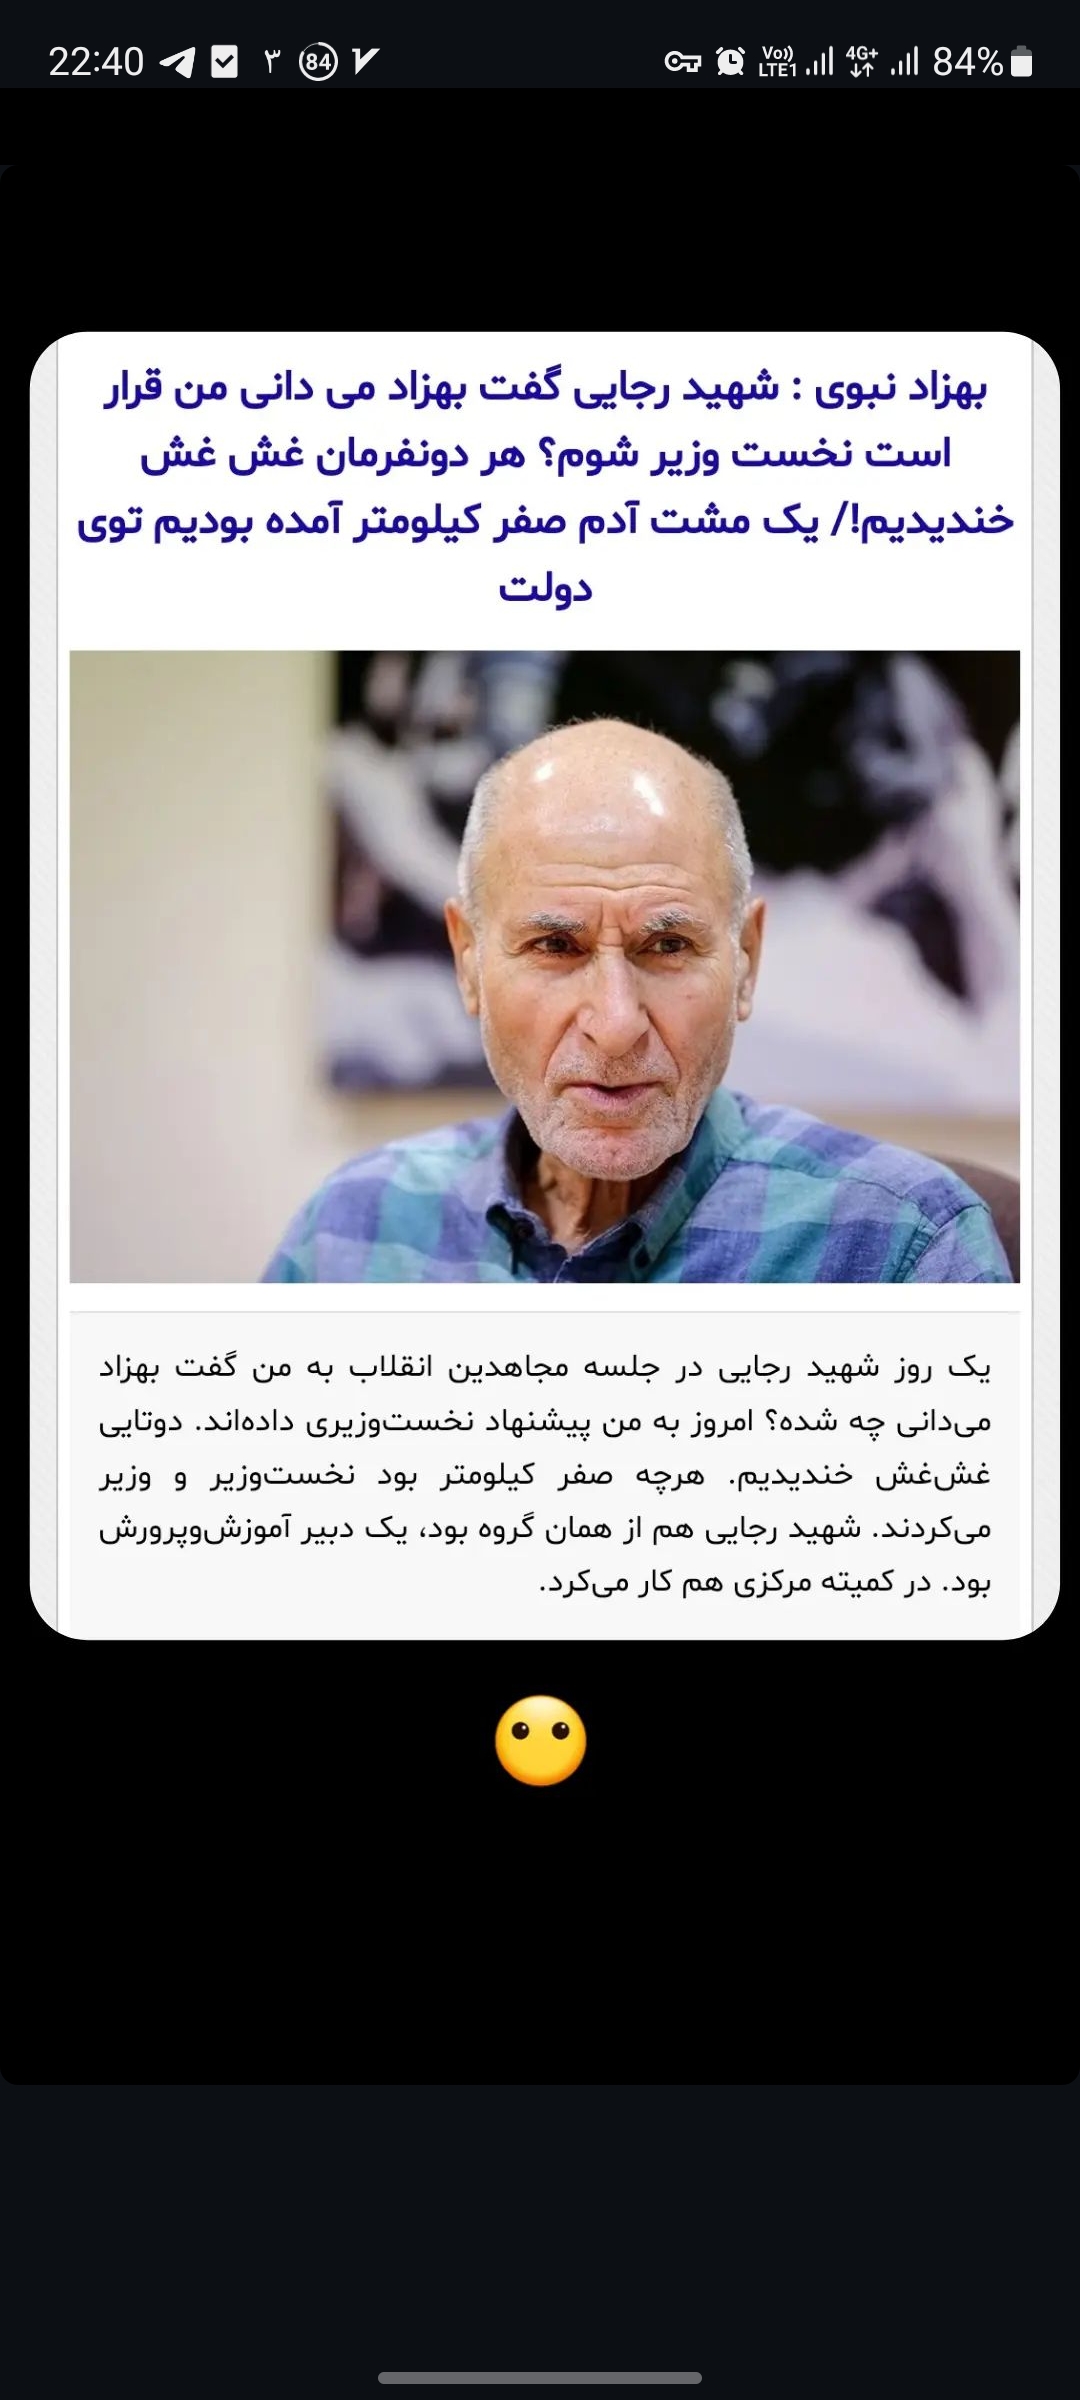 22:40
۳
84
Vo))
LTE1
4G+
84%
بهزاد نبوی : شهید رجایی گفت بهزاد می دانی من قرار
است نخست وزیر شوم؟ هر دونفرمان غش غش
خندیدیم!/ یک مشت آدم صفر کیلومتر آمده بودیم توی
دولت
یک روز شهید رجایی در جلسه مجاهدین انقلاب به من گفت بهزاد
می‌دانی چه شده؟ امروز به من پیشنهاد نخست‌وزیری داده‌اند. دوتایی
غش‌غش خندیدیم. هرچه صفر کیلومتر بود نخست‌وزیر و وزیر
می‌کردند. شهید رجایی هم از همان گروه بود، یک دبیر آموزش‌وپرورش
بود. در کمیته مرکزی هم کار می‌کرد.